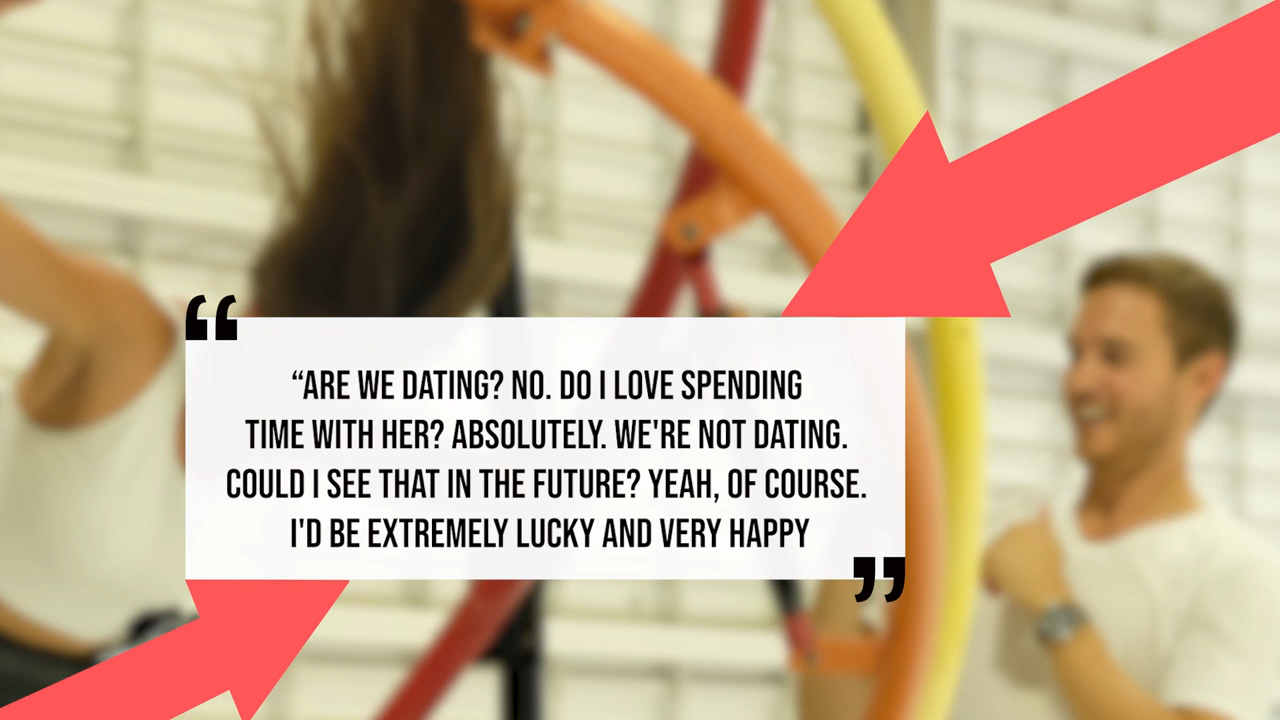 “ARE WE DATING? NO. DO I LOVE SPENDING
TIME WITH HER? ABSOLUTELY. WE'RE NOT DATING.
COULD I SEE THAT IN THE FUTURE? YEAH, OF COURSE.
I'D BE EXTREMELY LUCKY AND VERY HAPPY